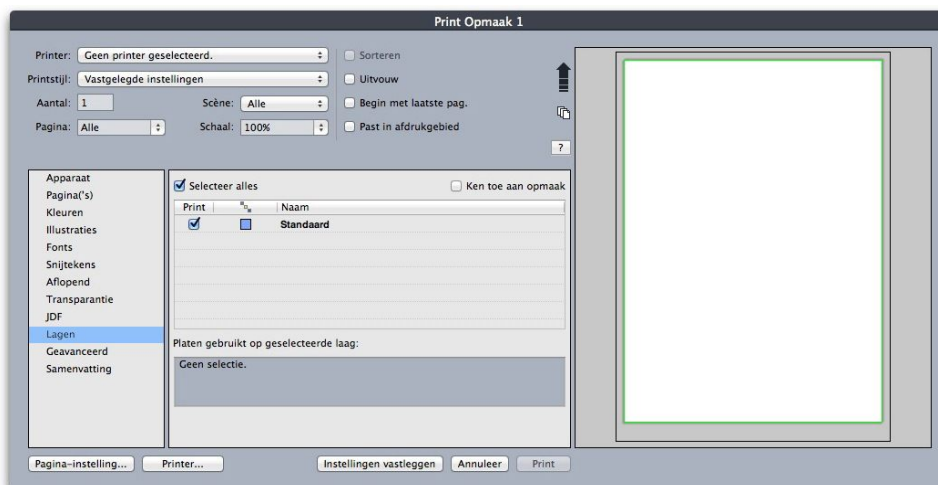 Print Opmaak 1
Printer: Geen printer geselecteerd.
Printstijl: Vastgelegde instellingen
Aantal: 1 Scène: Alle
Pagina: Alle Schaal: 100%
Sorteren
Uitvouw
Begin met laatste pag.
Past in afdrukgebied
?
Apparaat
Pagina('s)
Kleuren
Illustraties
Fonts
Snijtekens
Aflopend
Transparantie
JDF
Lagen
Geavanceerd
Samenvatting
Selecteer alles Ken toe aan opmaak
Print Naam
Standaard
Platen gebruikt op geselecteerde laag:
Geen selectie.
Pagina-instelling... Printer... Instellingen vastleggen Annuleer Print